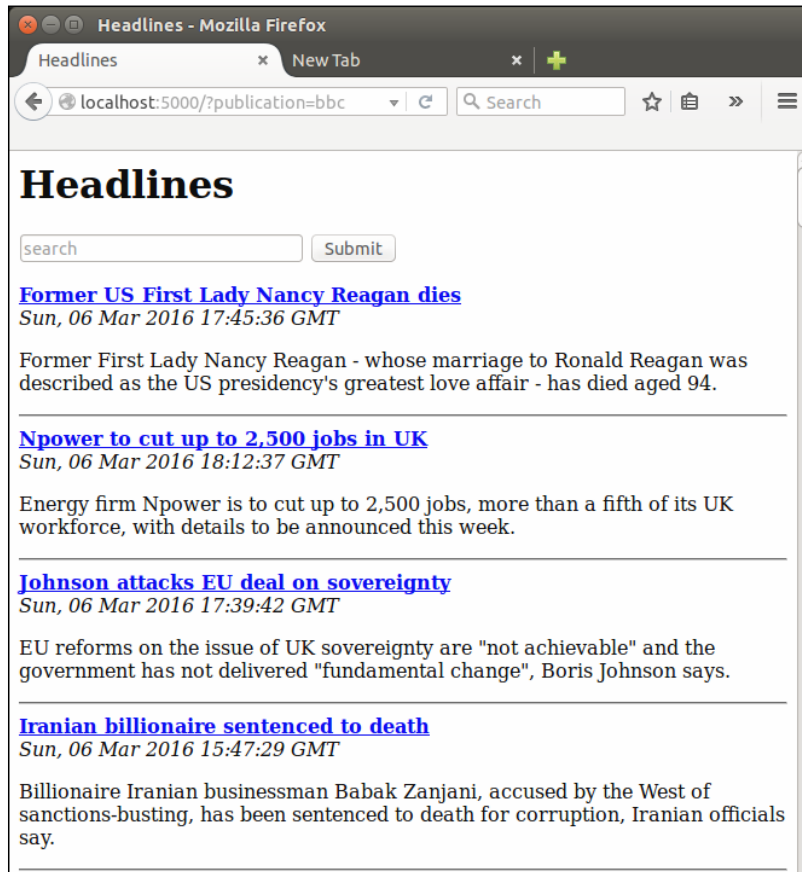 Headlines - Mozilla Firefox
Headlines
New Tab
localhost:5000/?publication=bbc
Search
Headlines
search
Submit
Former US First Lady Nancy Reagan dies
Sun, 06 Mar 2016 17:45:36 GMT
Former First Lady Nancy Reagan - whose marriage to Ronald Reagan was
described as the US presidency's greatest love affair - has died aged 94.
Npower to cut up to 2,500 jobs in UK
Sun, 06 Mar 2016 18:12:37 GMT
Energy firm Npower is to cut up to 2,500 jobs, more than a fifth of its UK
workforce, with details to be announced this week.
Johnson attacks EU deal on sovereignty
Sun, 06 Mar 2016 17:39:42 GMT
EU reforms on the issue of UK sovereignty are "not achievable" and the
government has not delivered "fundamental change", Boris Johnson says.
Iranian billionaire sentenced to death
Sun, 06 Mar 2016 15:47:29 GMT
Billionaire Iranian businessman Babak Zanjani, accused by the West of
sanctions-busting, has been sentenced to death for corruption, Iranian officials
say.